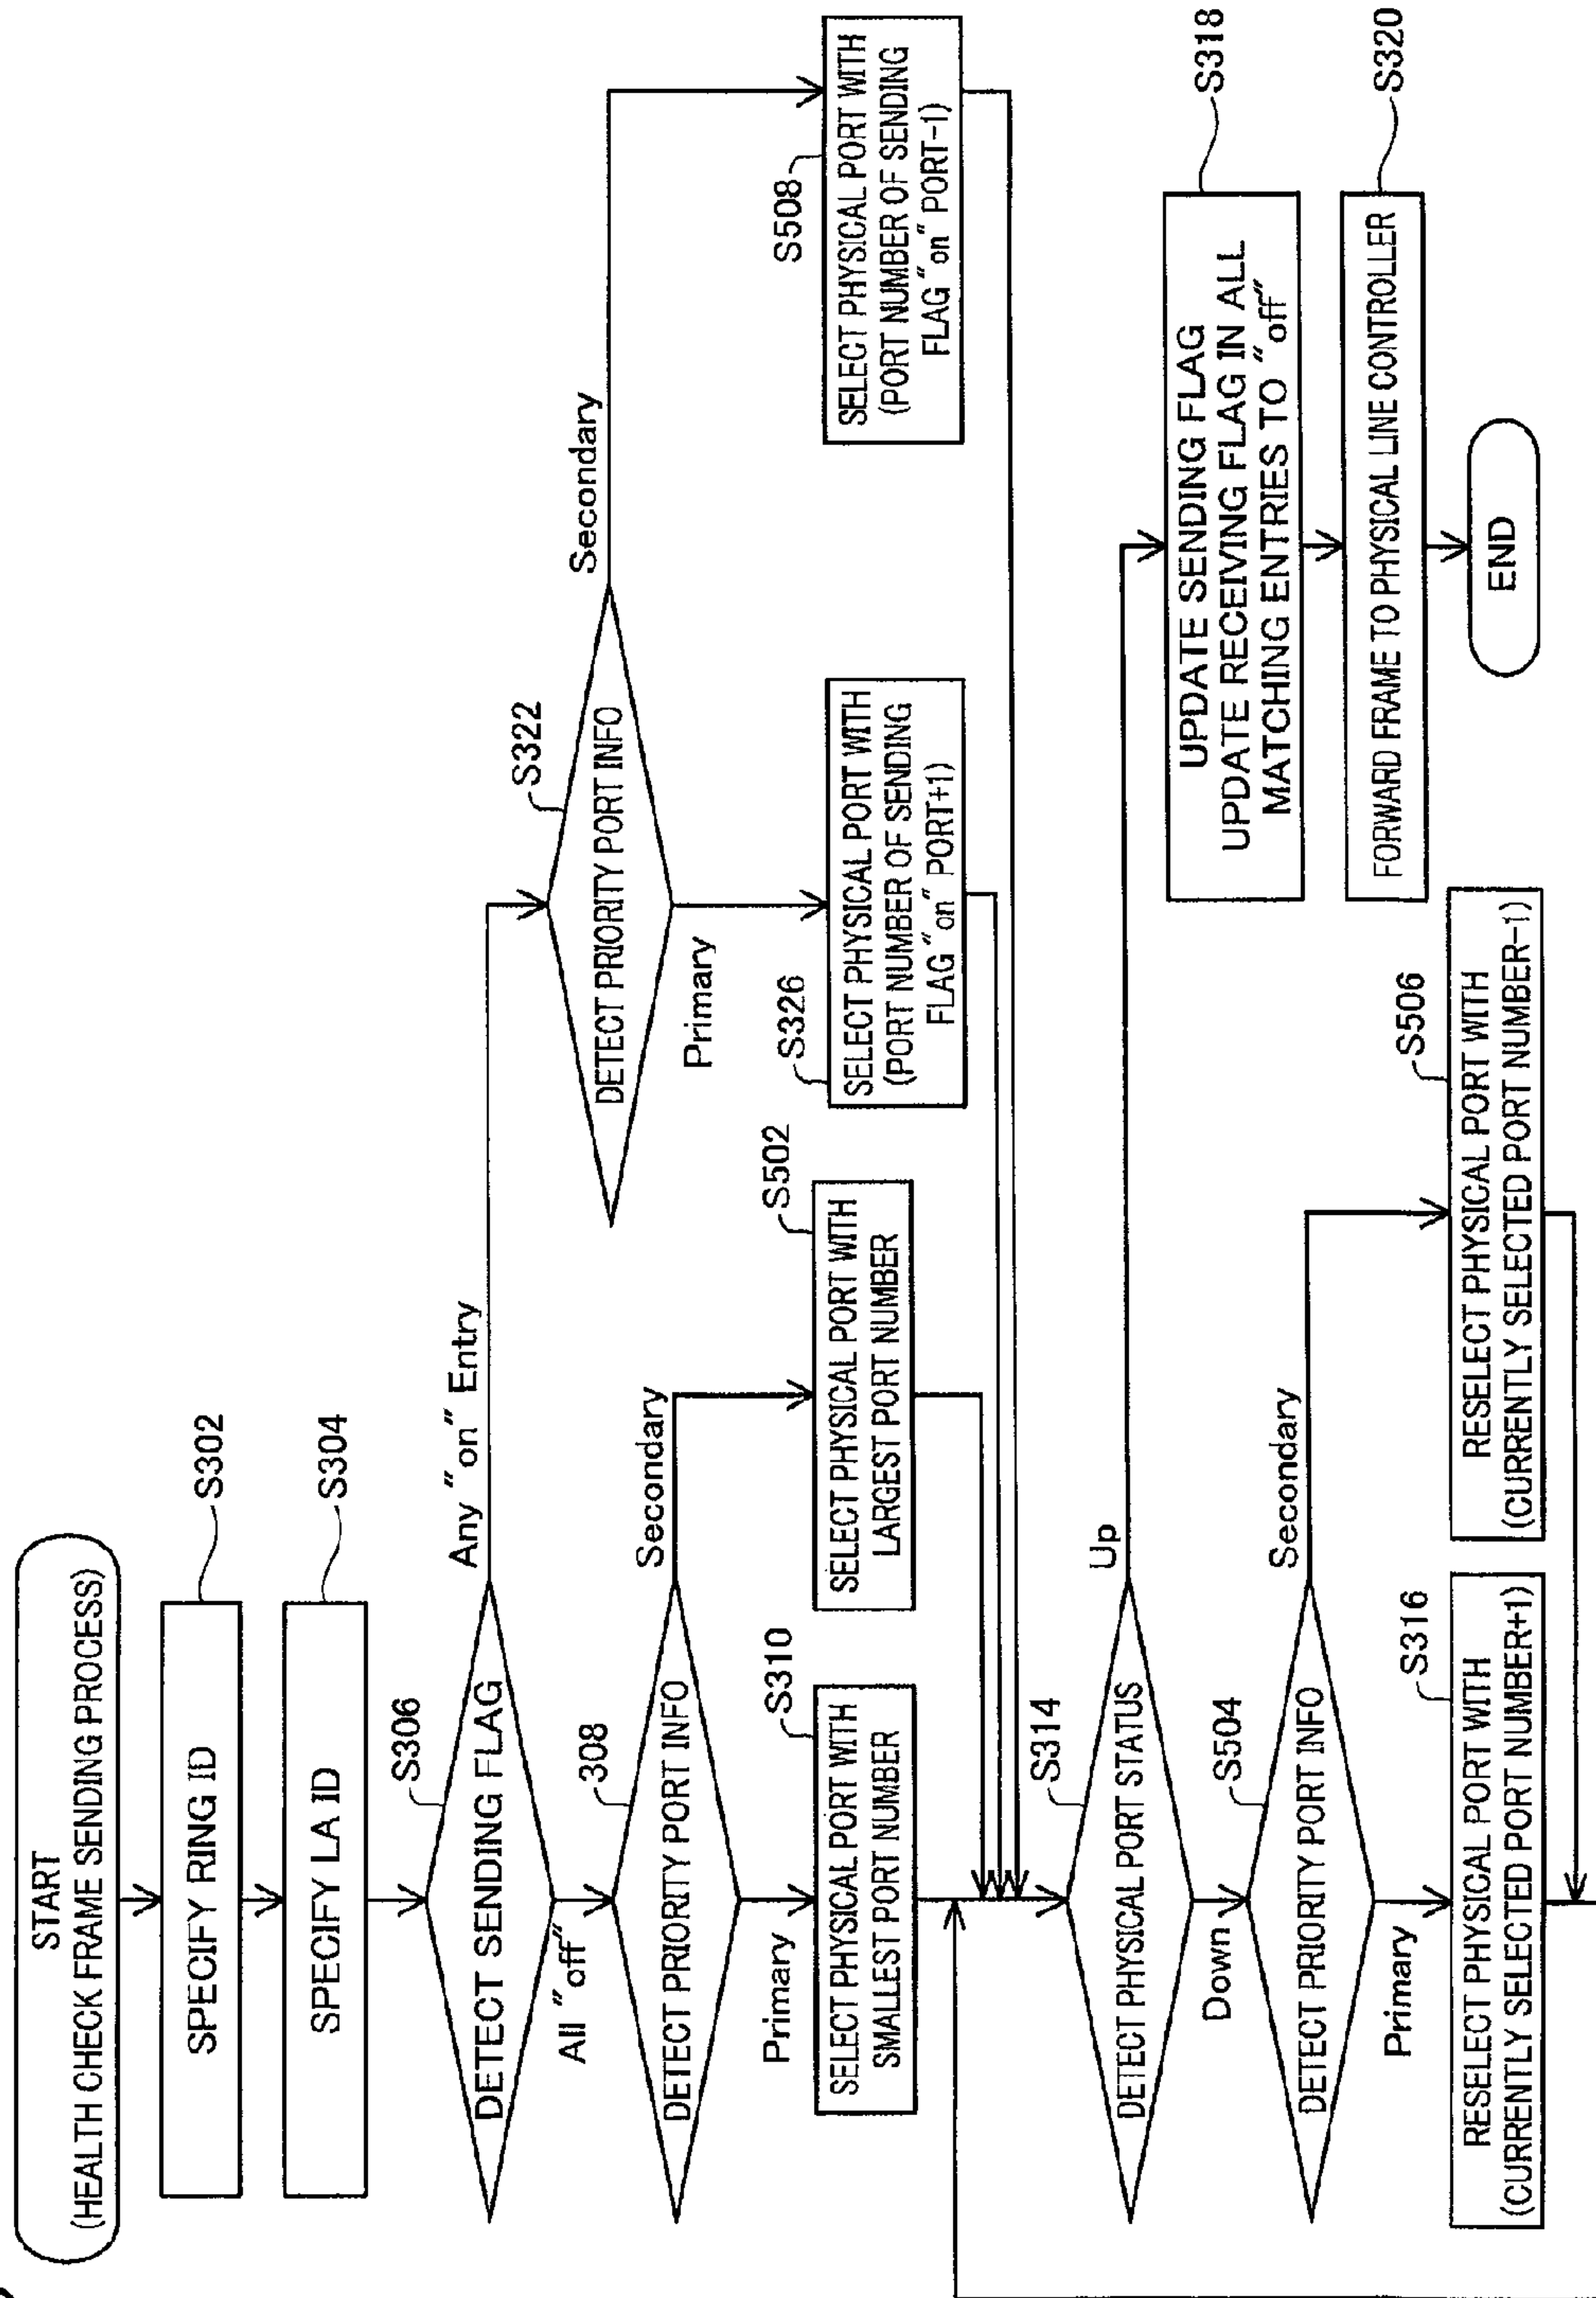 START
(HEALTH CHECK FRAME SENDING PROCESS)
SPECIFY RING ID
S302
SPECIFY LA ID
S304
DETECT SENDING FLAG
S306
Any "on" Entry
All "off"
DETECT PRIORITY PORT INFO
308
Secondary
Primary
DETECT PRIORITY PORT INFO
S322
Secondary
Primary
SELECT PHYSICAL PORT WITH
SMALLEST PORT NUMBER
S310
SELECT PHYSICAL PORT WITH
LARGEST PORT NUMBER
S502
SELECT PHYSICAL PORT WITH
(PORT NUMBER OF SENDING
FLAG "on" PORT+1)
S326
SELECT PHYSICAL PORT WITH
(PORT NUMBER OF SENDING
FLAG "on" PORT-1)
S508
DETECT PHYSICAL PORT STATUS
S314
Up
Down
DETECT PRIORITY PORT INFO
S504
Secondary
Primary
RESELECT PHYSICAL PORT WITH
(CURRENTLY SELECTED PORT NUMBER+1)
S316
RESELECT PHYSICAL PORT WITH
(CURRENTLY SELECTED PORT NUMBER-1)
S506
UPDATE SENDING FLAG
UPDATE RECEIVING FLAG IN ALL
MATCHING ENTRIES TO "off"
S318
FORWARD FRAME TO PHYSICAL LINE CONTROLLER
S320
END